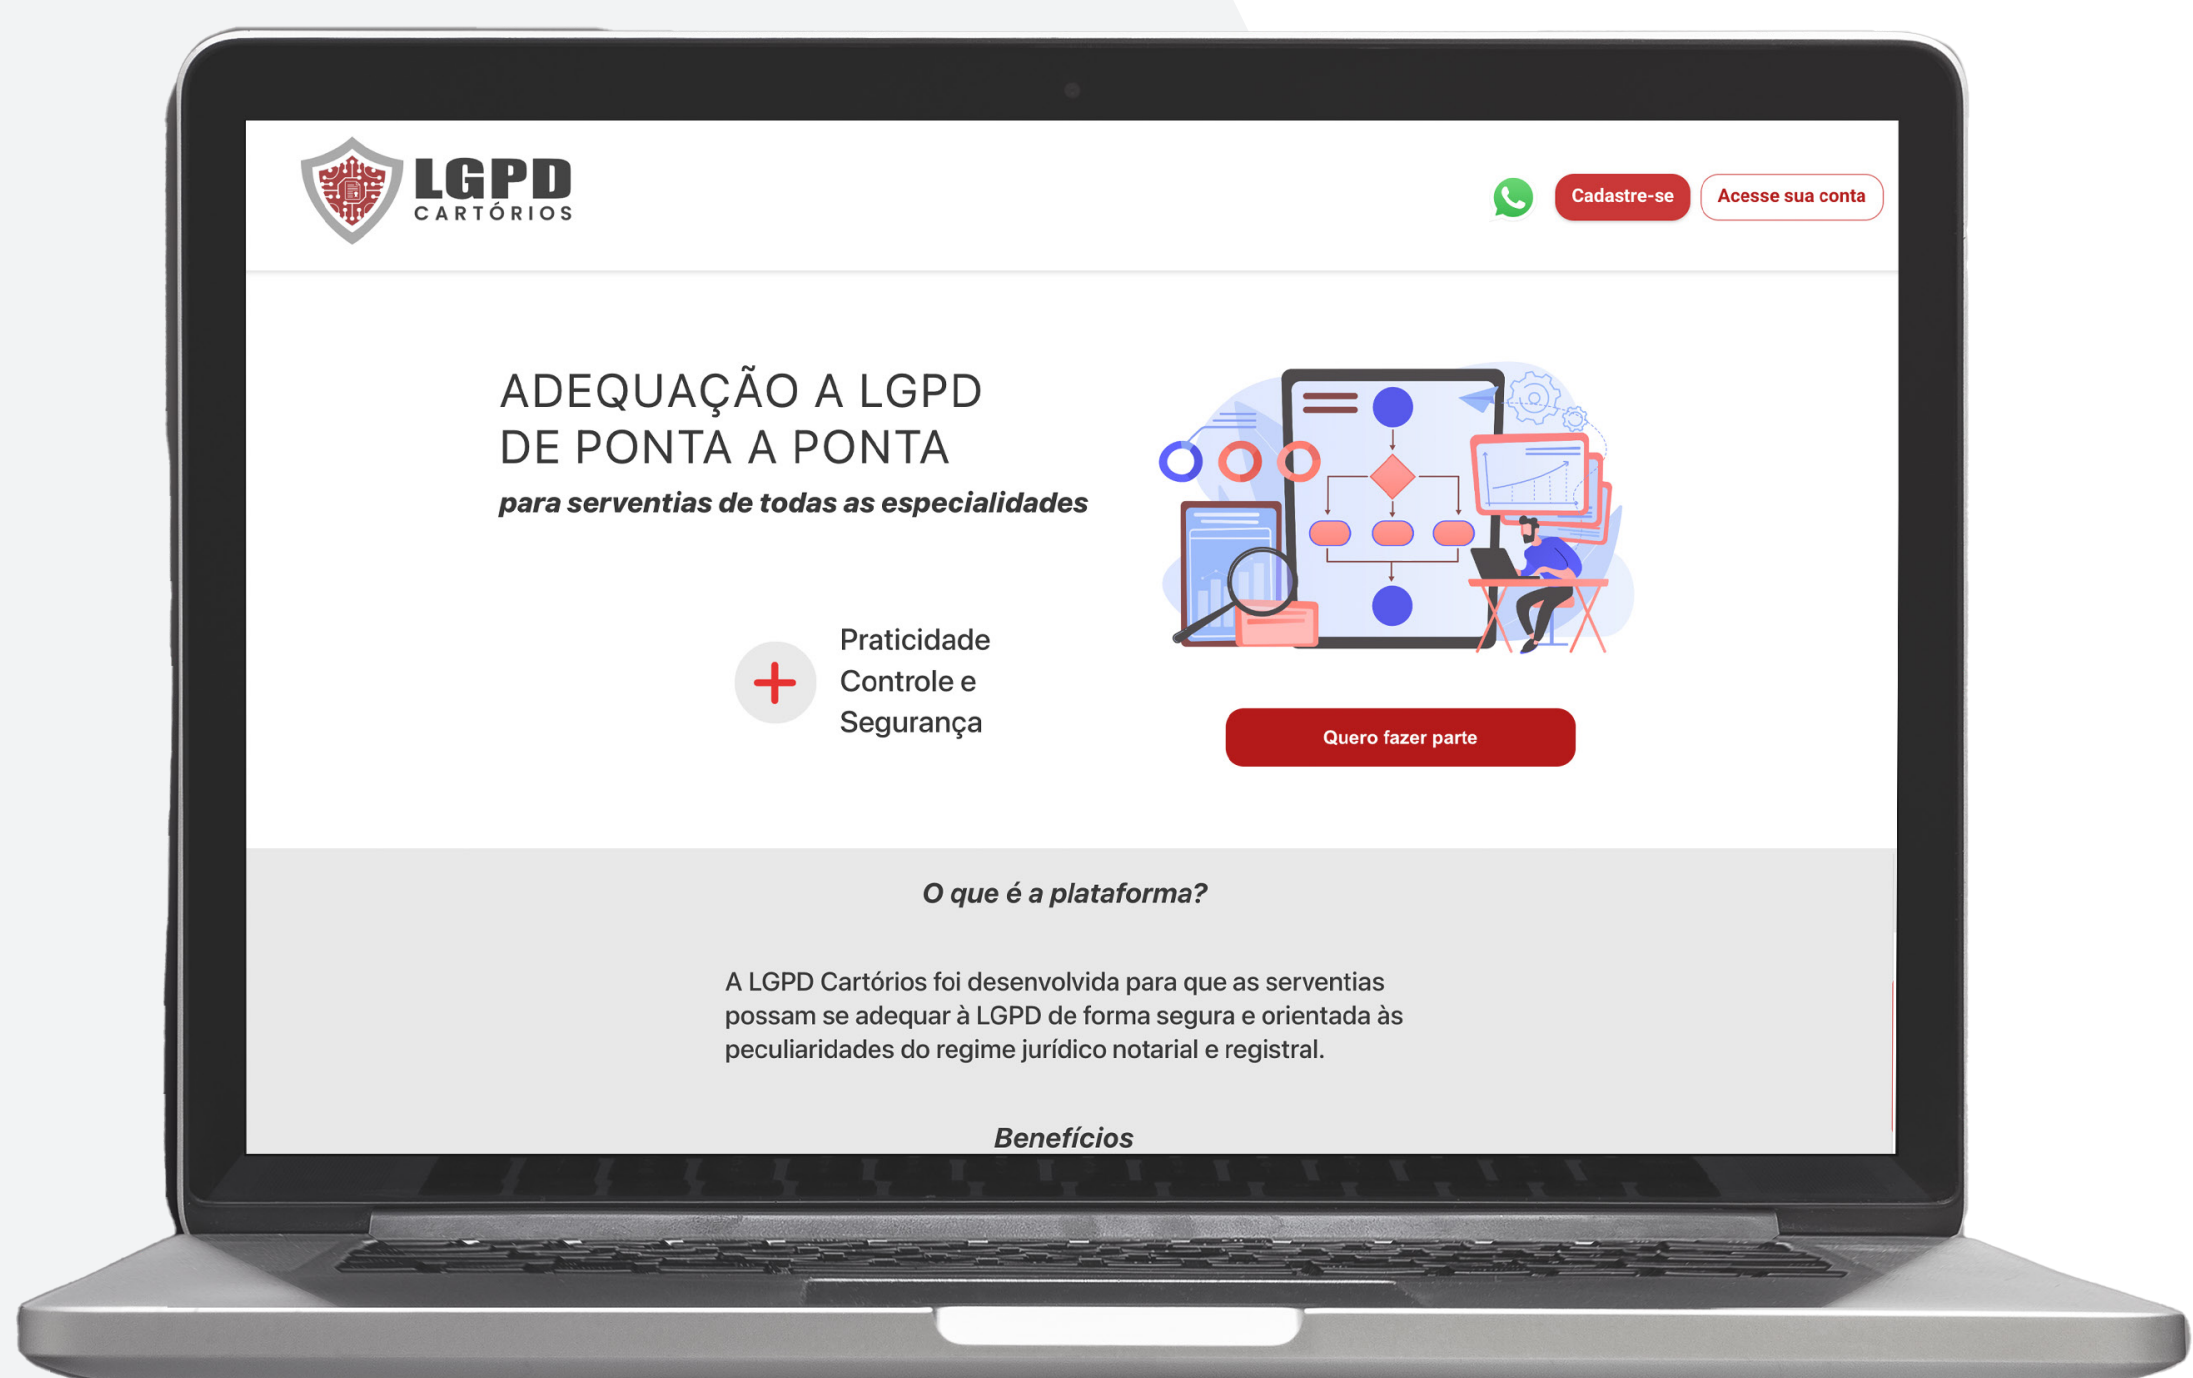 LGPD
CARTÓRIOS
Cadastre-se
Acesse sua conta
ADEQUAÇÃO A LGPD
DE PONTA A PONTA
para serventias de todas as especialidades
Praticidade
Controle e
Segurança
Quero fazer parte
O que é a plataforma?
A LGPD Cartórios foi desenvolvida para que as serventias
possam se adequar à LGPD de forma segura e orientada às
peculiaridades do regime jurídico notarial e registral.
Benefícios